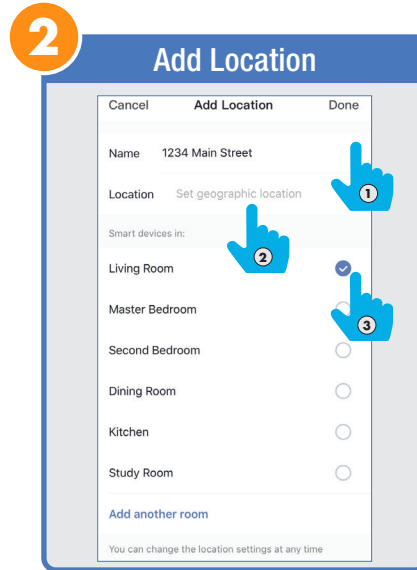 2
Add Location
Cancel Add Location Done
Name 1234 Main Street
1
Location Set geographic location
Smart devices in:
2
Living Room
3
Master Bedroom
Second Bedroom
Dining Room
Kitchen
Study Room
Add another room
You can change the location settings at any time